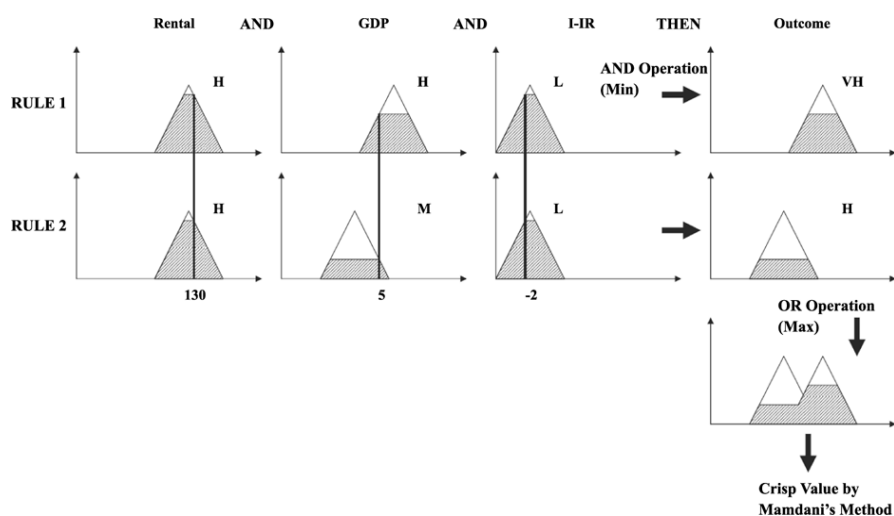 Rental AND GDP AND I-IR THEN Outcome
RULE 1 H H L AND Operation (Min) VH
RULE 2 H M L H
130 5 -2
OR Operation
(Max)
Crisp Value by
Mamdani's Method